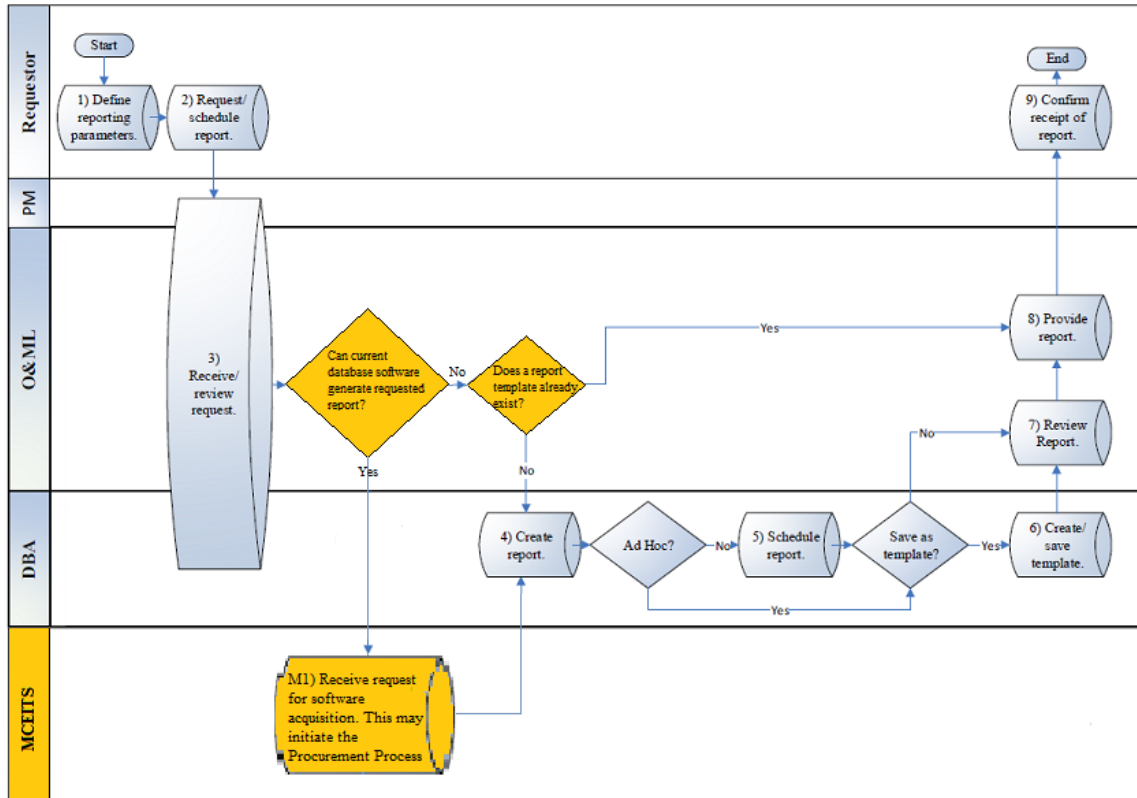 Requestor
Start
1) Define
reporting
parameters.
2) Request/
schedule
report.
End
9) Confirm
receipt of
report.
PM
O&ML
3)
Receive/
review
request.
Can current
database software
generate requested
report?
No
Does a report
template already
exist?
Yes
8) Provide
report.
Yes
No
No
7) Review
Report.
DBA
4) Create
report.
Ad Hoc?
No
5) Schedule
report.
Save as
template?
Yes
6) Create/
save
template.
Yes
MCEITS
M1) Receive request
for software
acquisition. This may
initiate the
Procurement Process